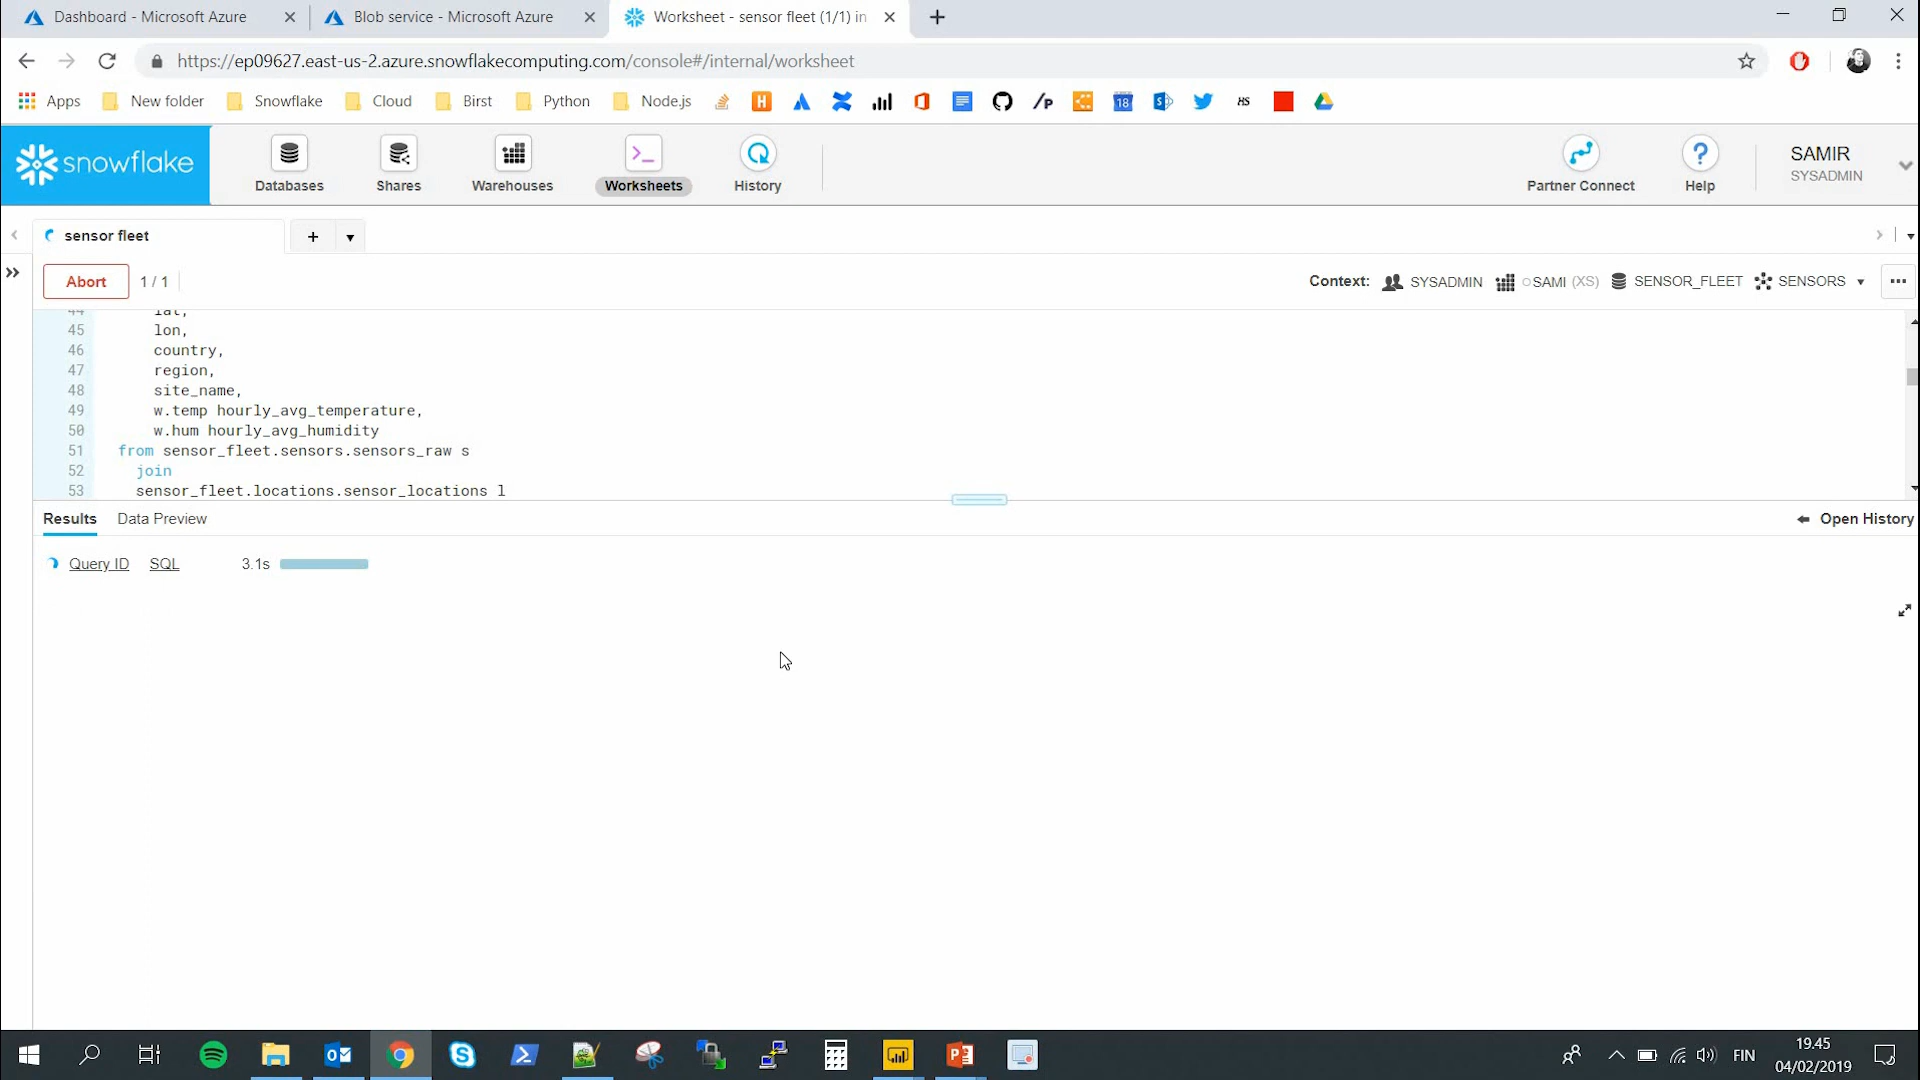 Dashboard - Microsoft Azure
Blob service - Microsoft Azure
Worksheet - sensor fleet (1/1) in
https://ep09627.east-us-2.azure.snowflakecomputing.com/console#/internal/worksheet
Apps New folder Snowflake Cloud Birst Python Node.js
snowflake
Databases
Shares
Warehouses
Worksheets
History
Partner Connect
Help
SAMIR
SYSADMIN
sensor fleet
Abort 1 / 1
Context: SYSADMIN SAMI (XS) SENSOR_FLEET SENSORS
44 lat,
45 lon,
46 country,
47 region,
48 site_name,
49 w.temp hourly_avg_temperature,
50 w.hum hourly_avg_humidity
51 from sensor_fleet.sensors.sensors_raw s
52 join
53 sensor_fleet.locations.sensor_locations l
Results Data Preview
Open History
Query ID SQL 3.1s
FIN
19.45
04/02/2019